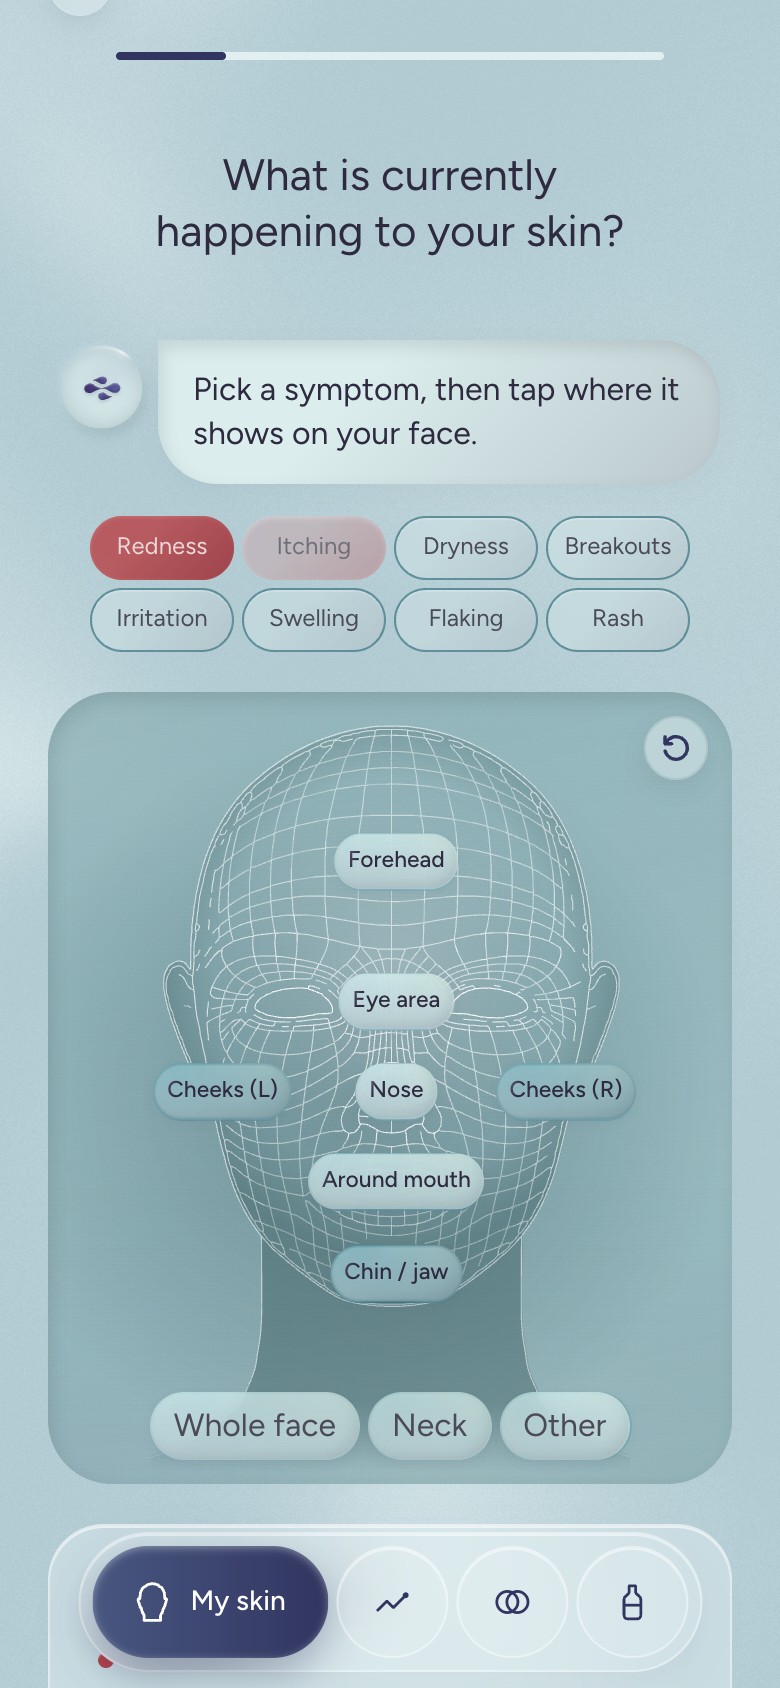 What is currently
happening to your skin?
Pick a symptom, then tap where it
shows on your face.
Redness Itching Dryness Breakouts
Irritation Swelling Flaking Rash
Forehead
Eye area
Cheeks (L) Nose Cheeks (R)
Around mouth
Chin / jaw
Whole face Neck Other
My skin